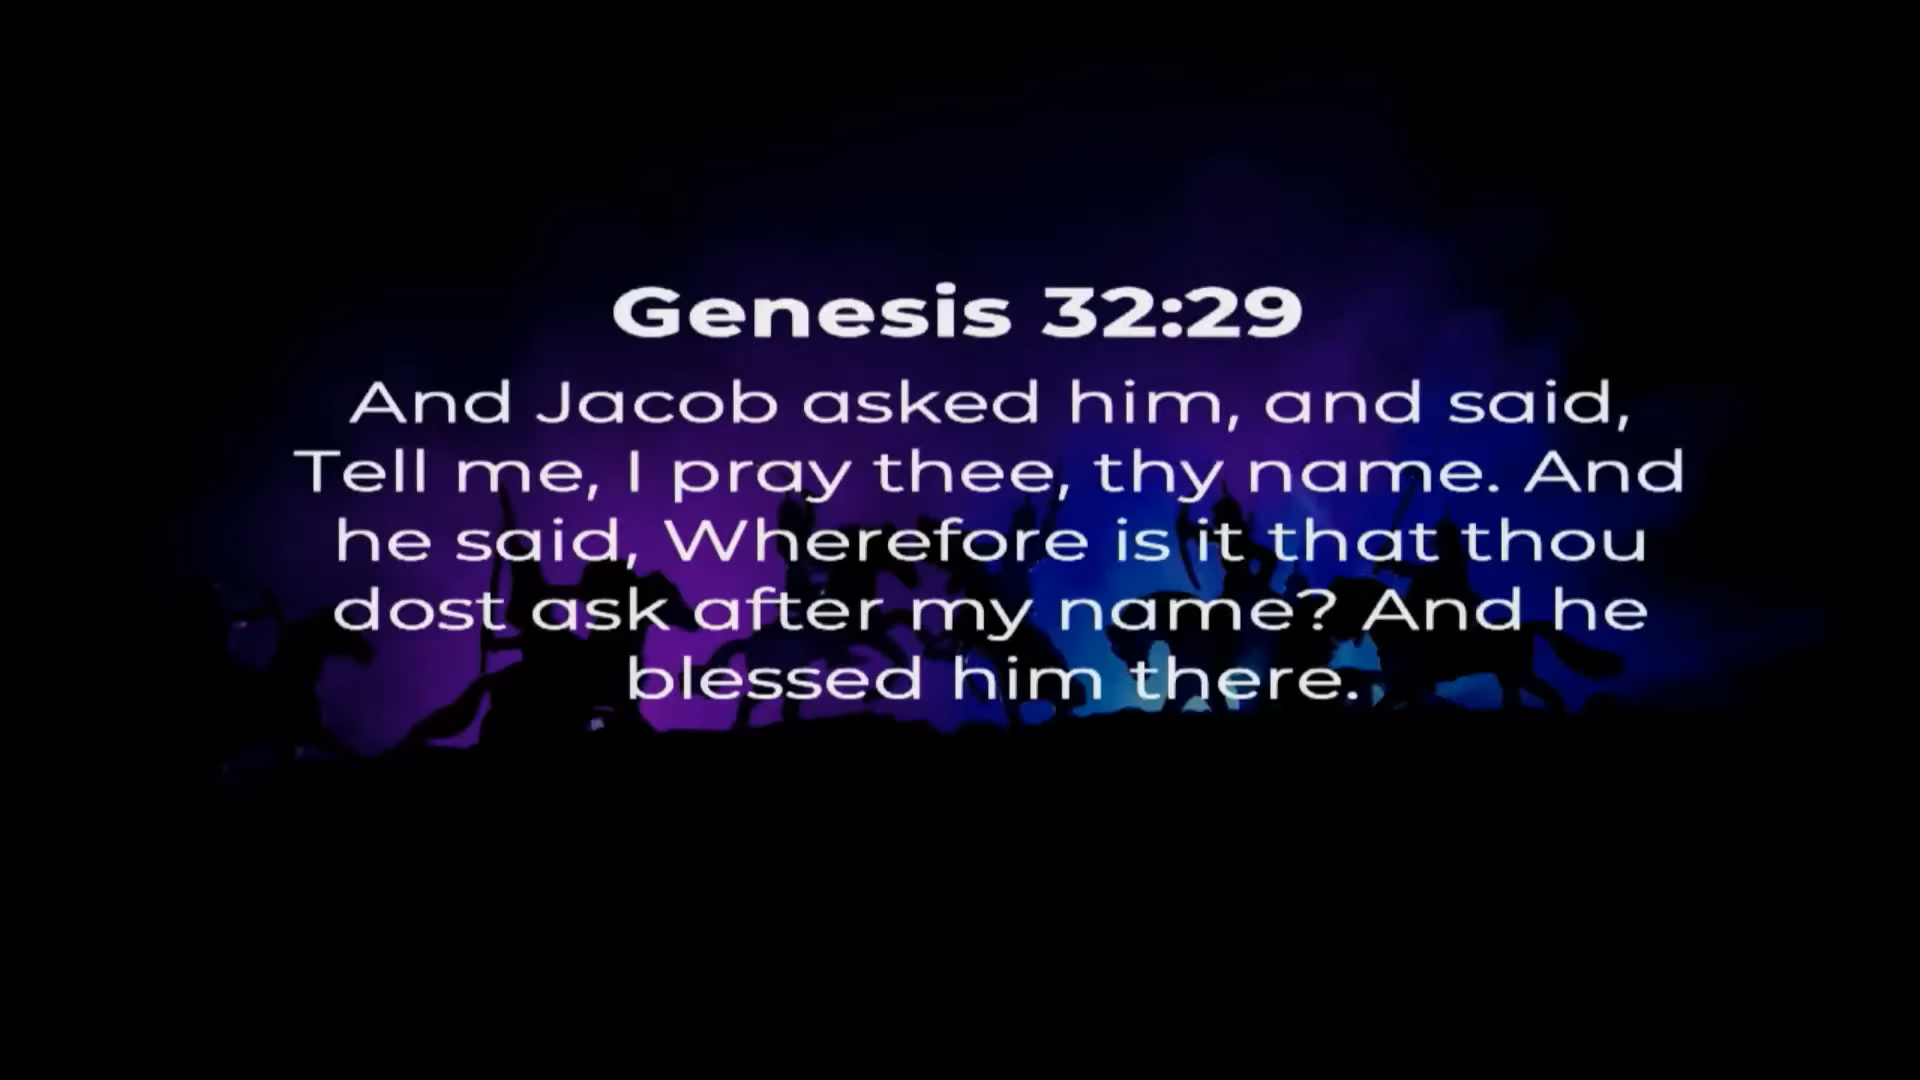 Genesis 32:29
And Jacob asked him, and said,
Tell me, I pray thee, thy name. And
he said, Wherefore is it that thou
dost ask after my name? And he
blessed him there.